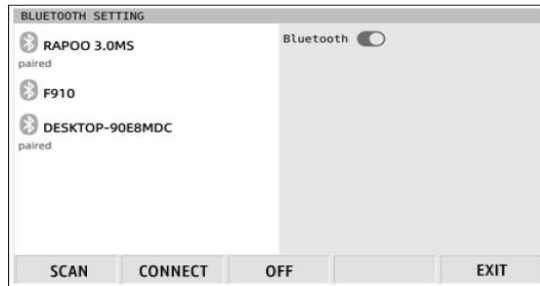 BLUETOOTH SETTING
RAPOO 3.0MS
paired
F910
DESKTOP-90E8MDC
paired
Bluetooth
SCAN CONNECT OFF EXIT